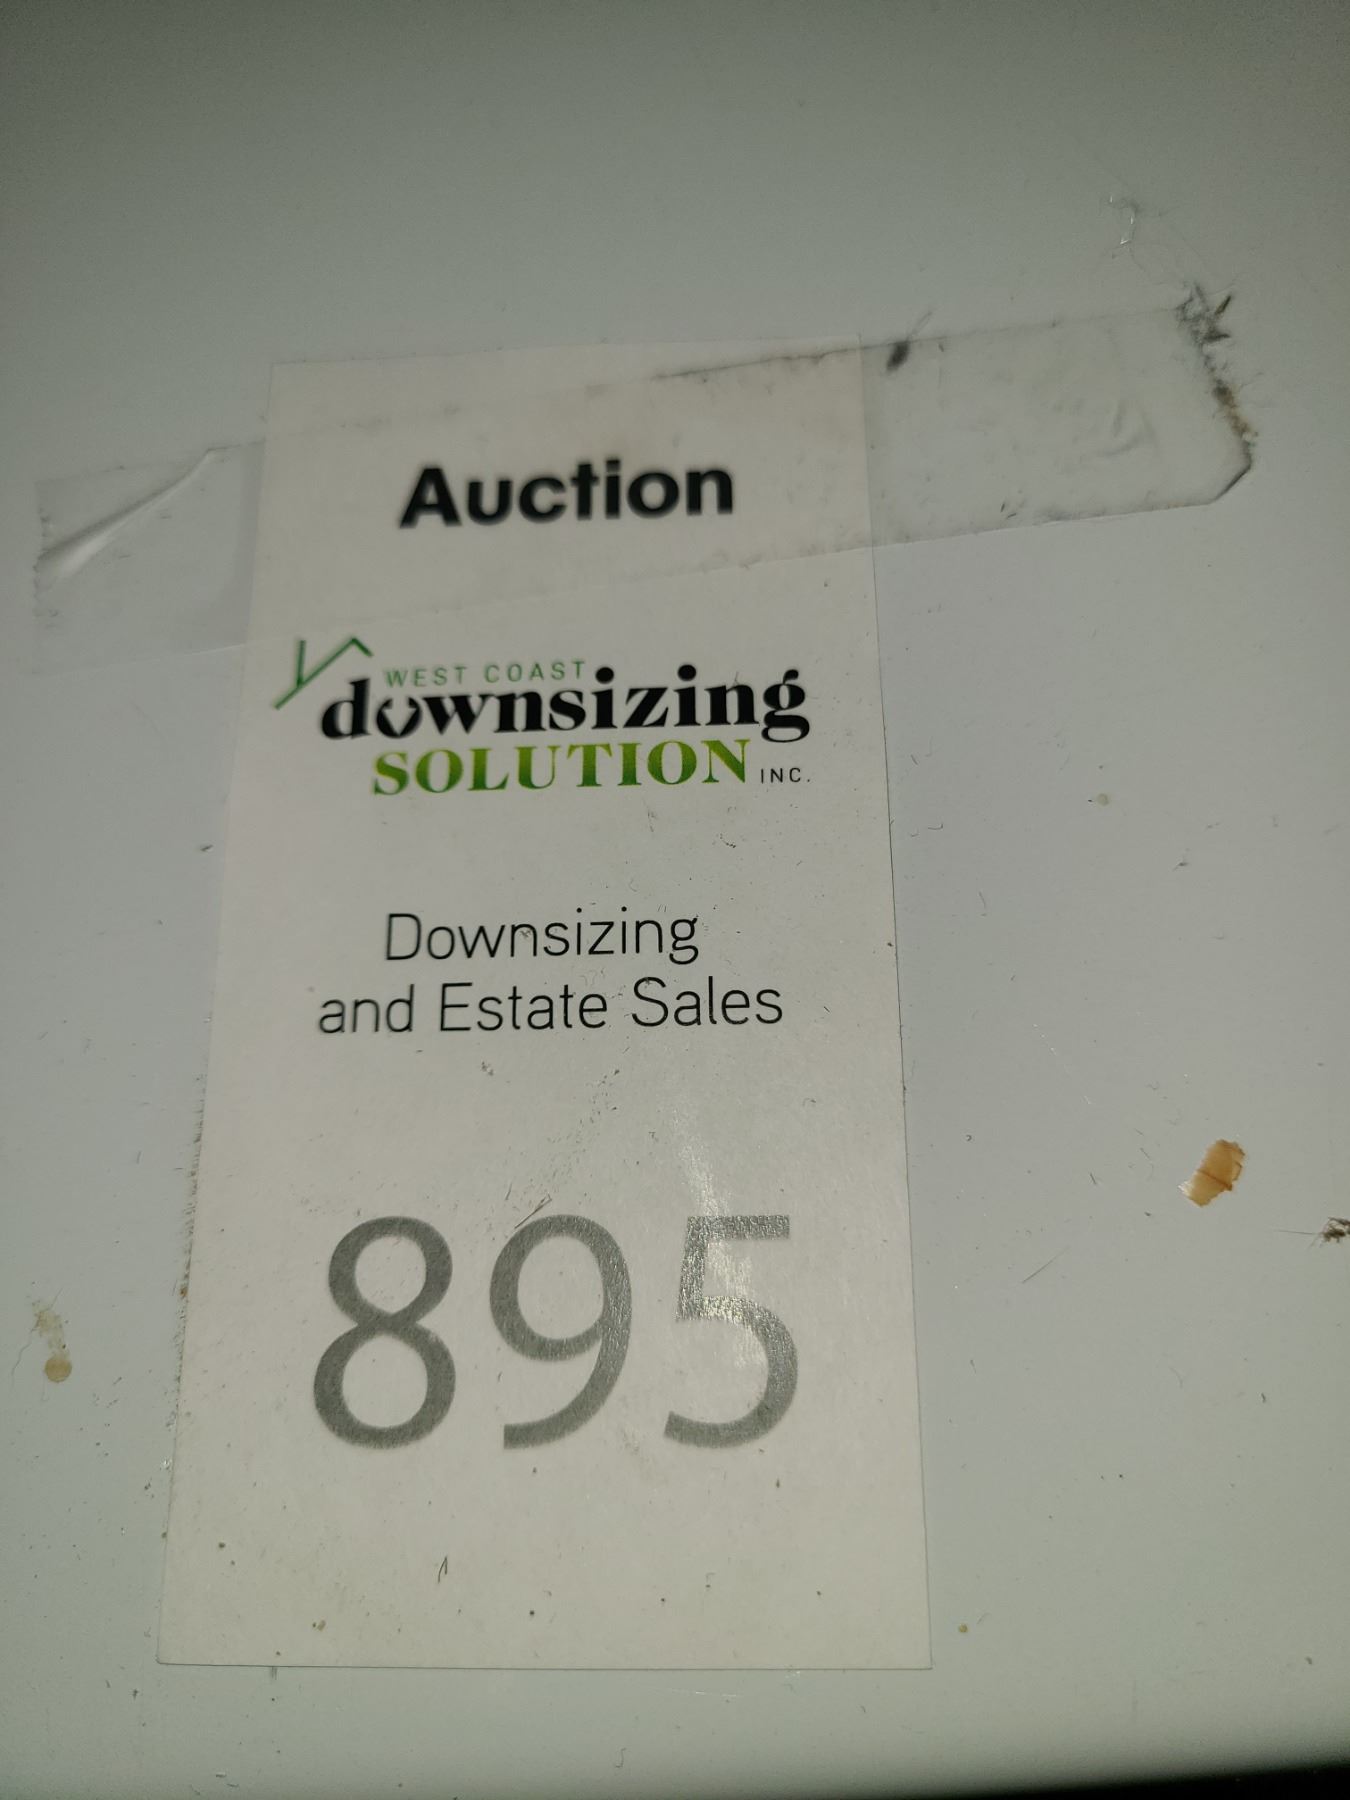 Auction
WEST COAST
downsizing
SOLUTION INC.
Downsizing
and Estate Sales
895